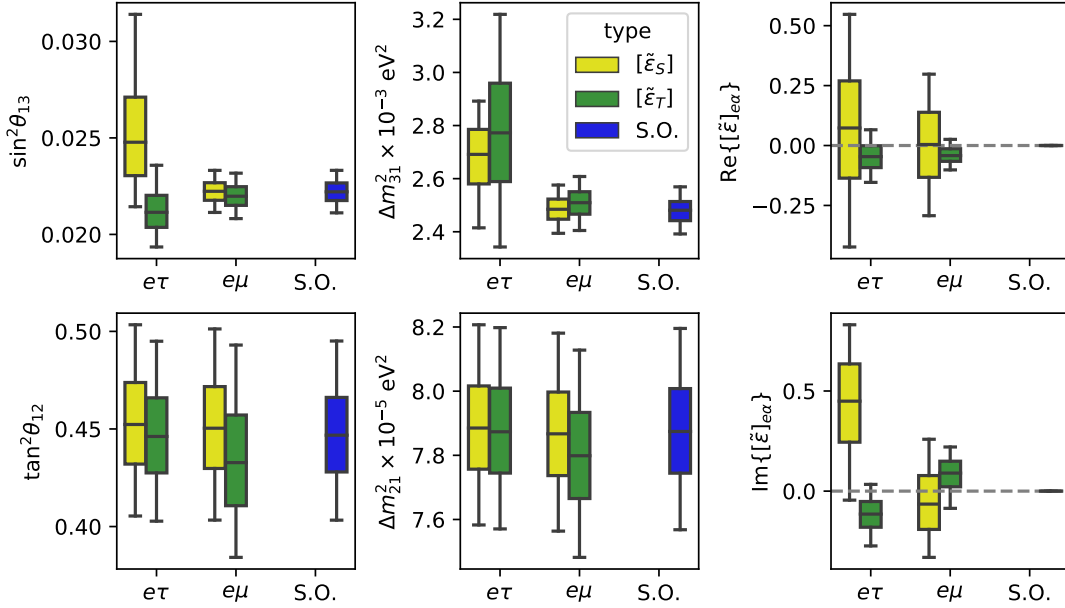 sin²θ₁₃
0.030
0.025
0.020
eτ
eμ
S.O.
Δm²₃₁ × 10⁻³ eV²
3.2
3.0
2.8
2.6
2.4
type
[ε̃_S]
[ε̃_T]
S.O.
eτ
eμ
S.O.
Re{[ε̃]_eα}
0.50
0.25
0.00
−0.25
eτ
eμ
S.O.
tan²θ₁₂
0.50
0.45
0.40
eτ
eμ
S.O.
Δm²₂₁ × 10⁻⁵ eV²
8.2
8.0
7.8
7.6
eτ
eμ
S.O.
Im{[ε̃]_eα}
0.5
0.0
eτ
eμ
S.O.